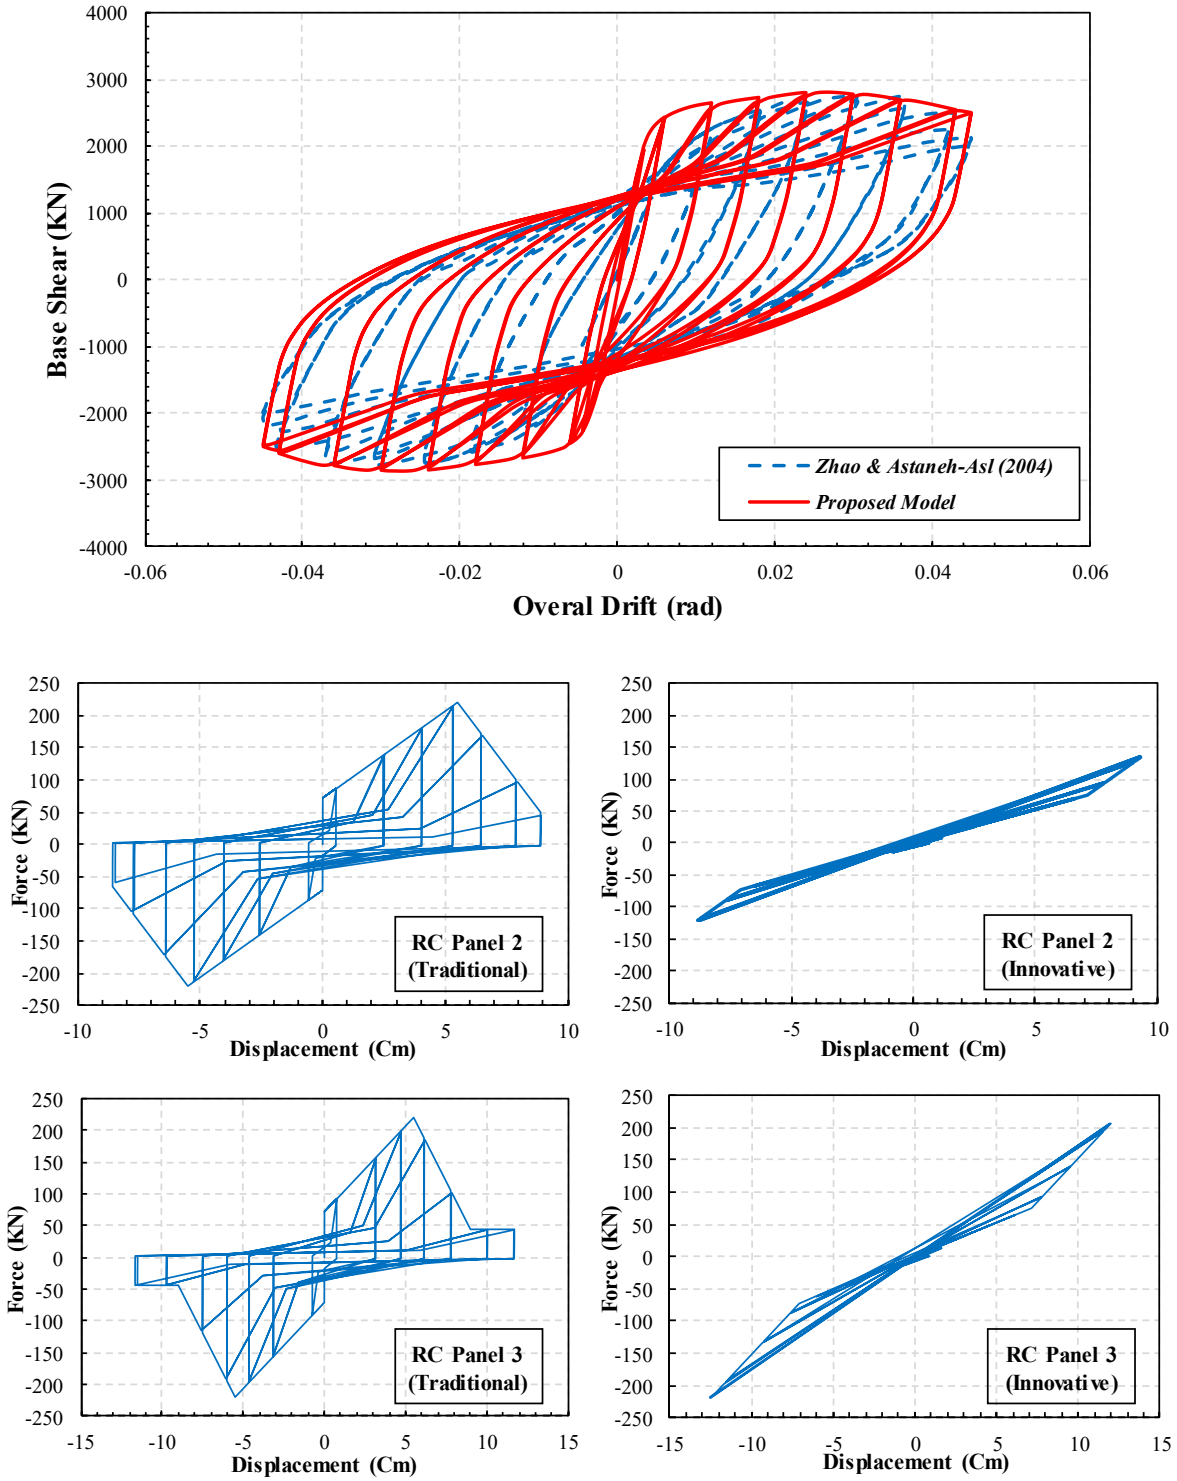 4000
3000
2000
1000
0
-1000
-2000
-3000
-4000
Base Shear (KN)
Zhao & Astaneh-Asl (2004)
Proposed Model
-0.06 -0.04 -0.02 0 0.02 0.04 0.06
Overal Drift (rad)
250
200
150
100
50
0
-50
-100
-150
-200
-250
Force (KN)
RC Panel 2
(Traditional)
-10 -5 0 5 10
Displacement (Cm)
250
200
150
100
50
0
-50
-100
-150
-200
-250
Force (KN)
RC Panel 2
(Innovative)
-10 -5 0 5 10
Displacement (Cm)
250
200
150
100
50
0
-50
-100
-150
-200
-250
Force (KN)
RC Panel 3
(Traditional)
-15 -10 -5 0 5 10 15
Displacement (Cm)
250
200
150
100
50
0
-50
-100
-150
-200
-250
Force (KN)
RC Panel 3
(Innovative)
-15 -10 -5 0 5 10 15
Displacement (Cm)